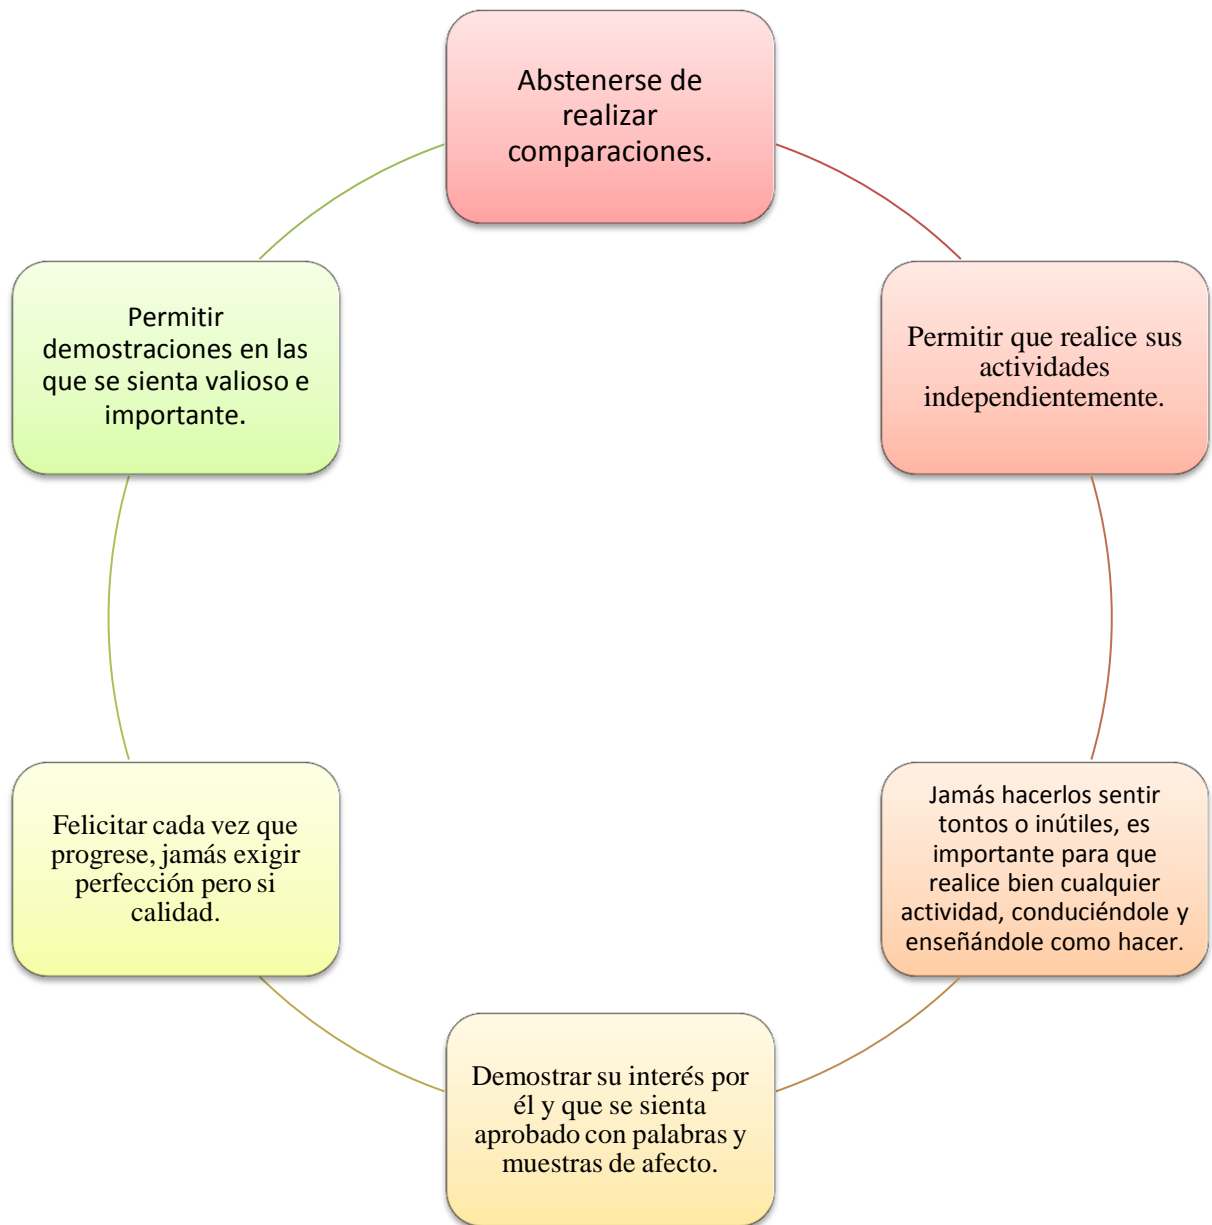 Abstenerse de
realizar
comparaciones.
Permitir que realice sus
actividades
independientemente.
Jamás hacerlos sentir
tontos o inútiles, es
importante para que
realice bien cualquier
actividad, conduciéndole y
enseñándole como hacer.
Demostrar su interés por
él y que se sienta
aprobado con palabras y
muestras de afecto.
Felicitar cada vez que
progrese, jamás exigir
perfección pero si
calidad.
Permitir
demostraciones en las
que se sienta valioso e
importante.